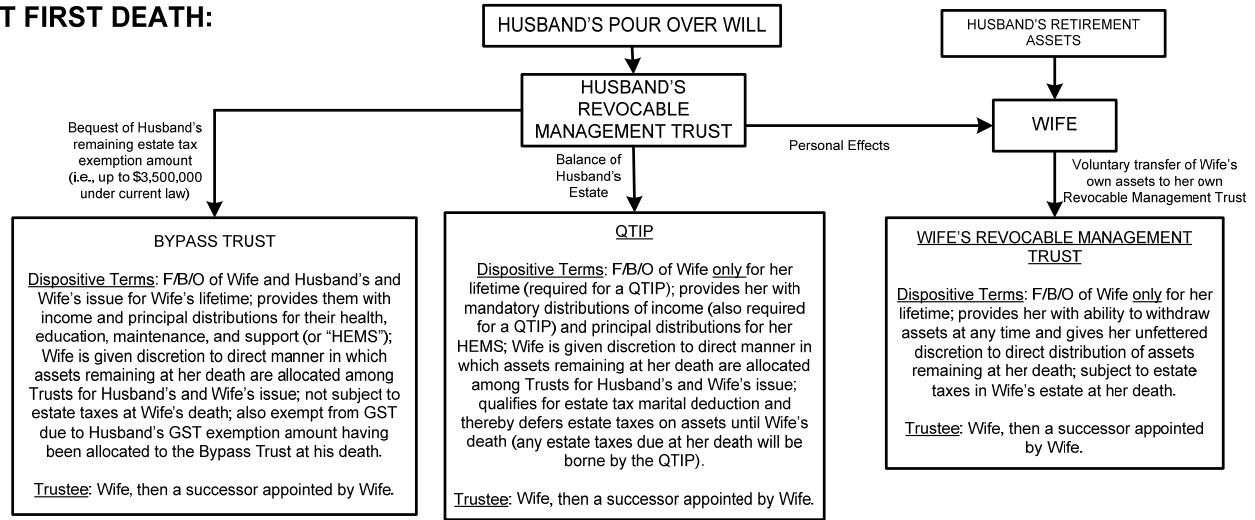 T FIRST DEATH:
HUSBAND'S POUR OVER WILL
HUSBAND'S RETIREMENT
ASSETS
HUSBAND'S
REVOCABLE
MANAGEMENT TRUST
WIFE
Bequest of Husband's
remaining estate tax
exemption amount
(i.e., up to $3,500,000
under current law)
Balance of
Husband's
Estate
Personal Effects
Voluntary transfer of Wife's
own assets to her own
Revocable Management Trust
BYPASS TRUST
Dispositive Terms: F/B/O of Wife and Husband's and
Wife's issue for Wife's lifetime; provides them with
income and principal distributions for their health,
education, maintenance, and support (or "HEMS");
Wife is given discretion to direct manner in which
assets remaining at her death are allocated among
Trusts for Husband's and Wife's issue; not subject to
estate taxes at Wife's death; also exempt from GST
due to Husband's GST exemption amount having
been allocated to the Bypass Trust at his death.
Trustee: Wife, then a successor appointed by Wife.
QTIP
Dispositive Terms: F/B/O of Wife only for her
lifetime (required for a QTIP); provides her with
mandatory distributions of income (also required
for a QTIP) and principal distributions for her
HEMS; Wife is given discretion to direct manner in
which assets remaining at her death are allocated
among Trusts for Husband's and Wife's issue;
qualifies for estate tax marital deduction and
thereby defers estate taxes on assets until Wife's
death (any estate taxes due at her death will be
borne by the QTIP).
Trustee: Wife, then a successor appointed by Wife.
WIFE'S REVOCABLE MANAGEMENT
TRUST
Dispositive Terms: F/B/O of Wife only for her
lifetime; provides her with ability to withdraw
assets at any time and gives her unfettered
discretion to direct distribution of assets
remaining at her death; subject to estate
taxes in Wife's estate at her death.
Trustee: Wife, then a successor appointed
by Wife.